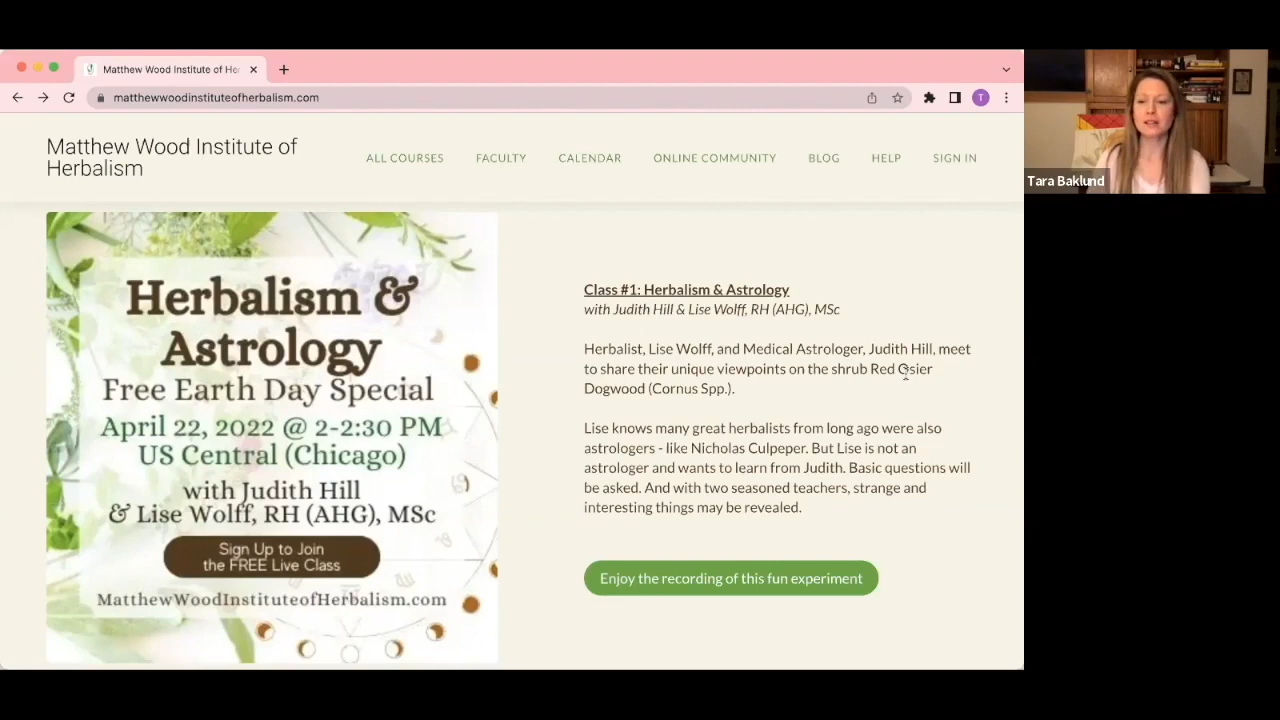 Matthew Wood Institute of Her
matthewwoodinstituteofherbalism.com
T
Matthew Wood Institute of
Herbalism
ALL COURSES
FACULTY
CALENDAR
ONLINE COMMUNITY
BLOG
HELP
SIGN IN
Tara Baklund
Herbalism &
Astrology
Free Earth Day Special
April 22, 2022 @ 2-2:30 PM
US Central (Chicago)
with Judith Hill
& Lise Wolff, RH (AHG), MSc
Sign Up to Join
the FREE Live Class
MatthewWoodInstituteofHerbalism.com
Class #1: Herbalism & Astrology
with Judith Hill & Lise Wolff, RH (AHG), MSc
Herbalist, Lise Wolff, and Medical Astrologer, Judith Hill, meet
to share their unique viewpoints on the shrub Red Osier
Dogwood (Cornus Spp.).
Lise knows many great herbalists from long ago were also
astrologers - like Nicholas Culpeper. But Lise is not an
astrologer and wants to learn from Judith. Basic questions will
be asked. And with two seasoned teachers, strange and
interesting things may be revealed.
Enjoy the recording of this fun experiment